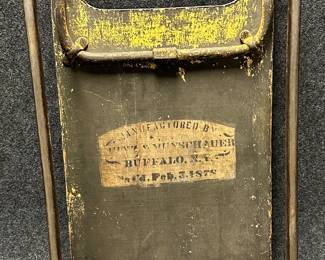 MANUFACTURED BY
& MUNSCHAUER
BUFFALO, N.Y.
Pat'd. Feb. 5. 1878